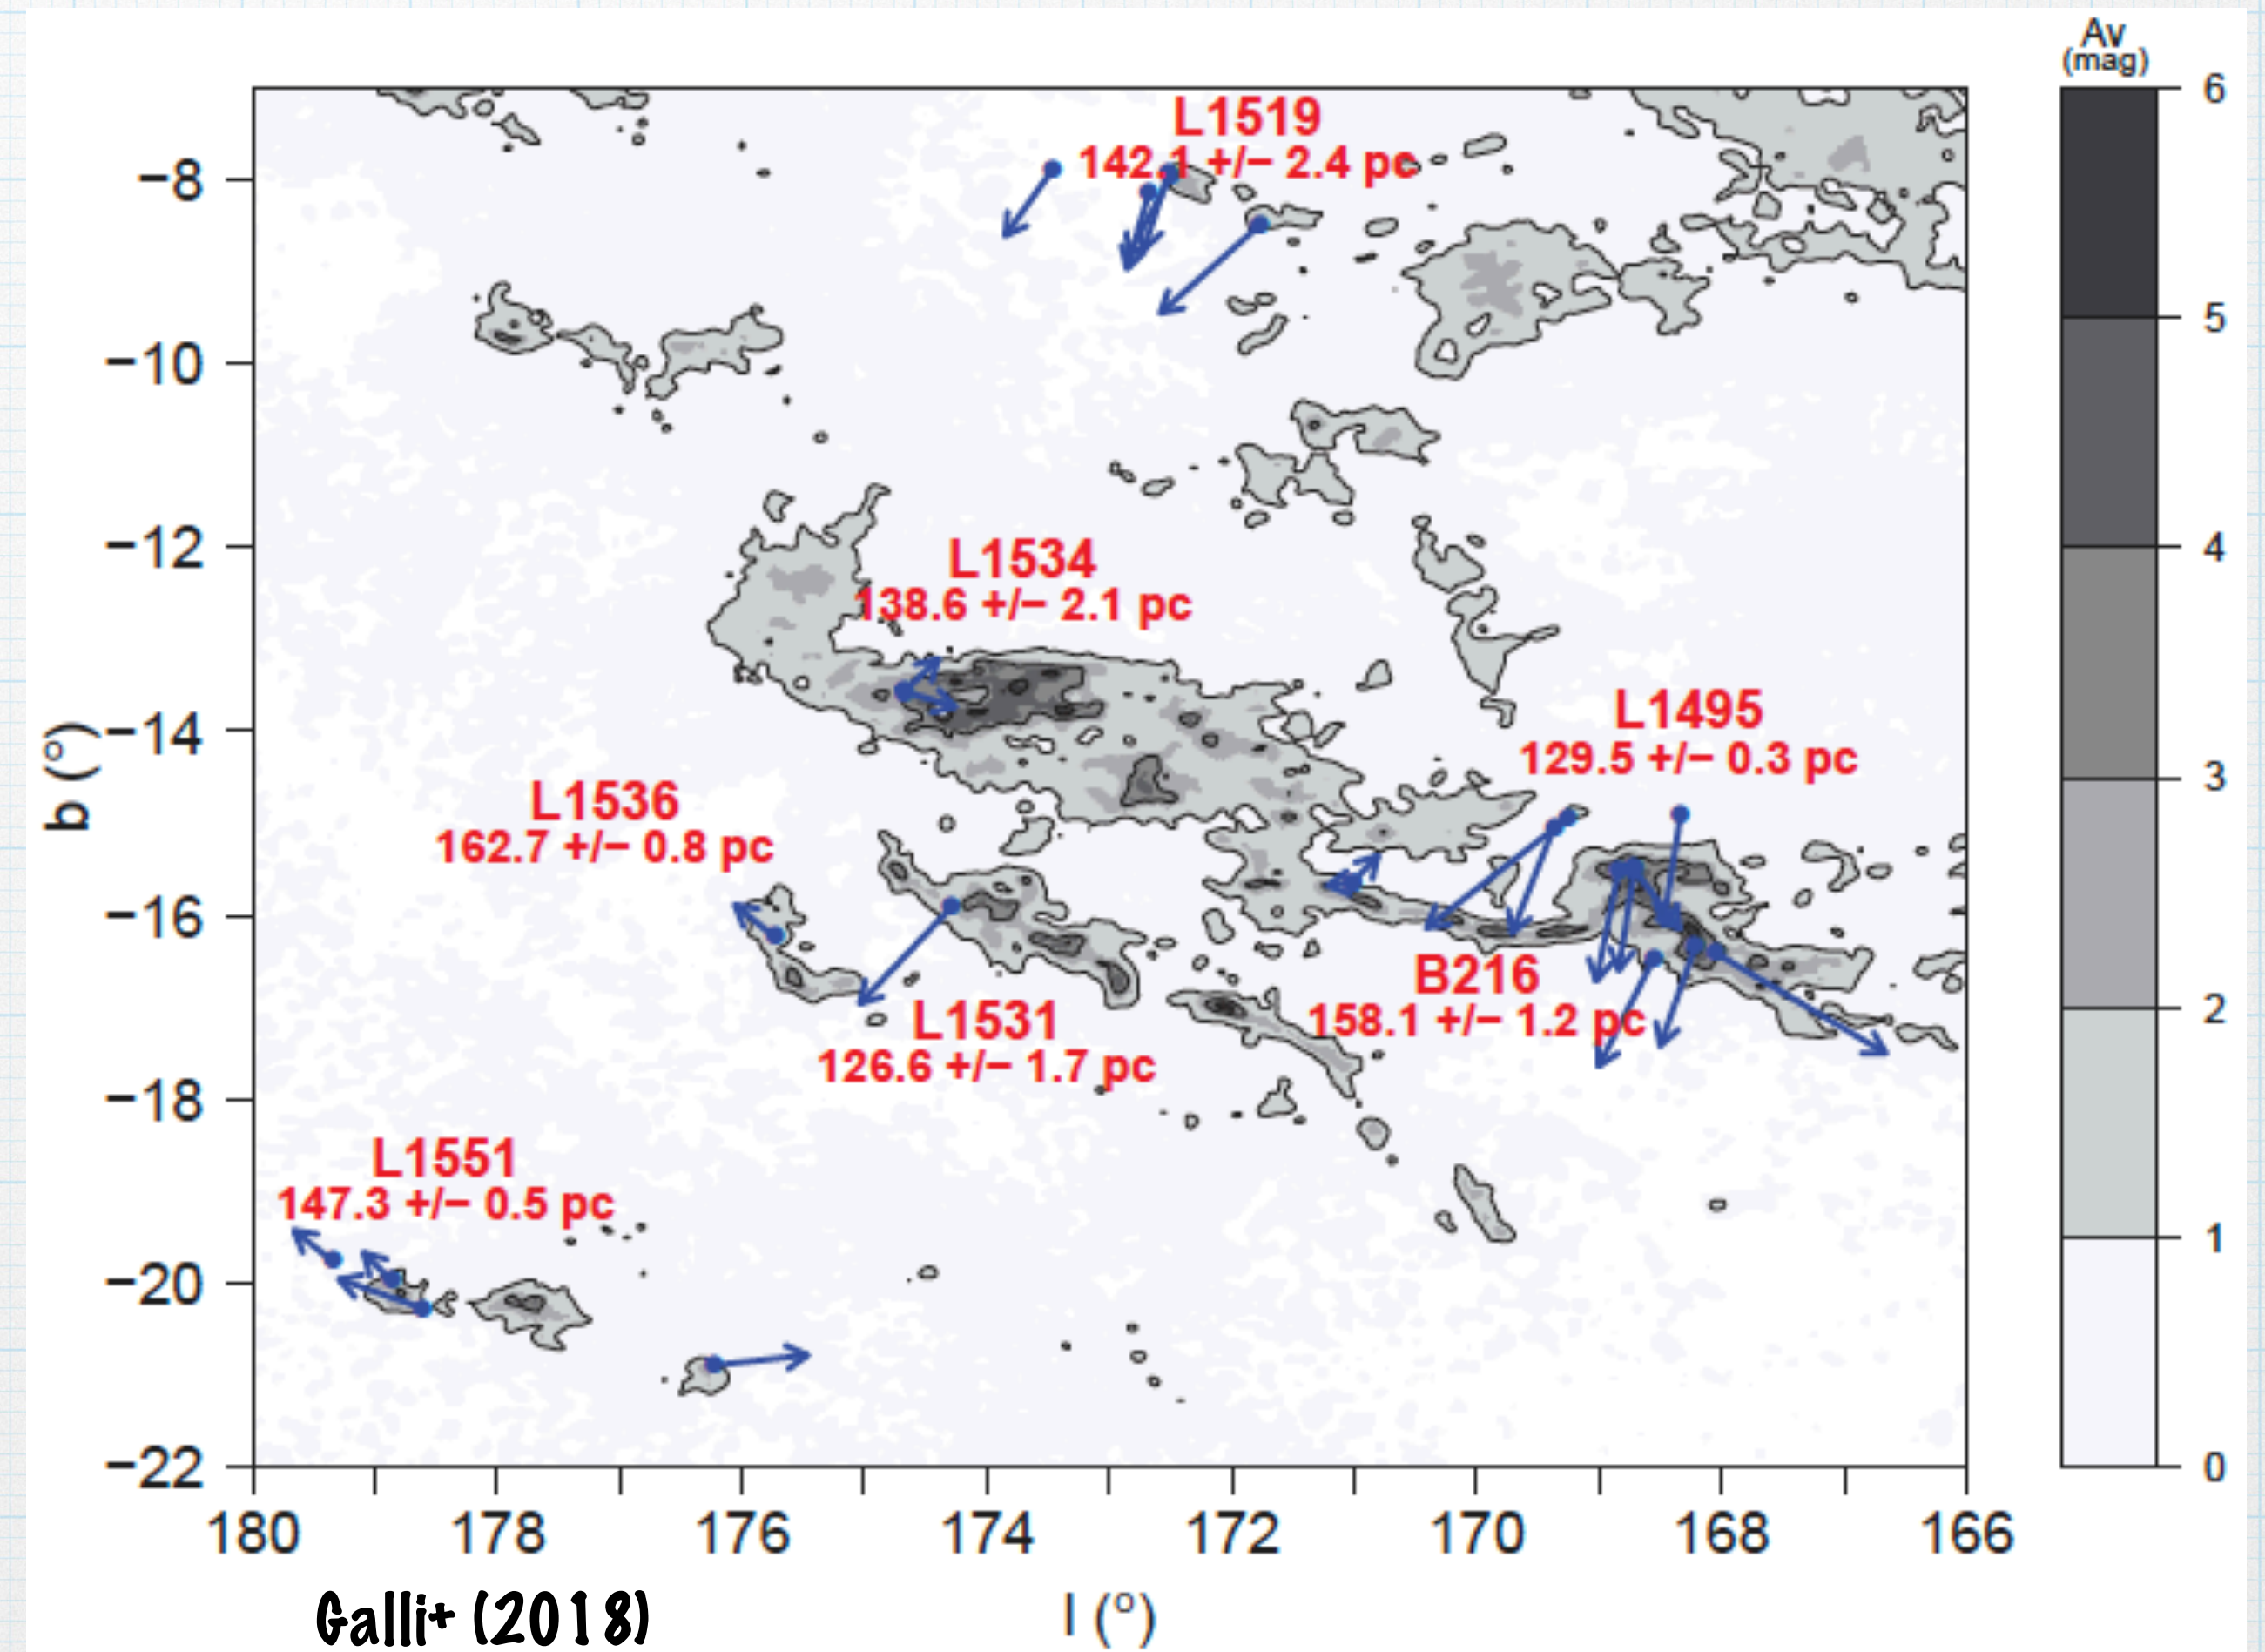 Av
(mag)
6
5
4
3
2
1
0
L1519
142.1 +/− 2.4 pc
−8
−10
−12
−14
−16
−18
−20
−22
b (°)
L1534
138.6 +/− 2.1 pc
L1495
129.5 +/− 0.3 pc
L1536
162.7 +/− 0.8 pc
B216
158.1 +/− 1.2 pc
L1531
126.6 +/− 1.7 pc
L1551
147.3 +/− 0.5 pc
180 178 176 174 172 170 168 166
l (°)
Galli+ (2018)